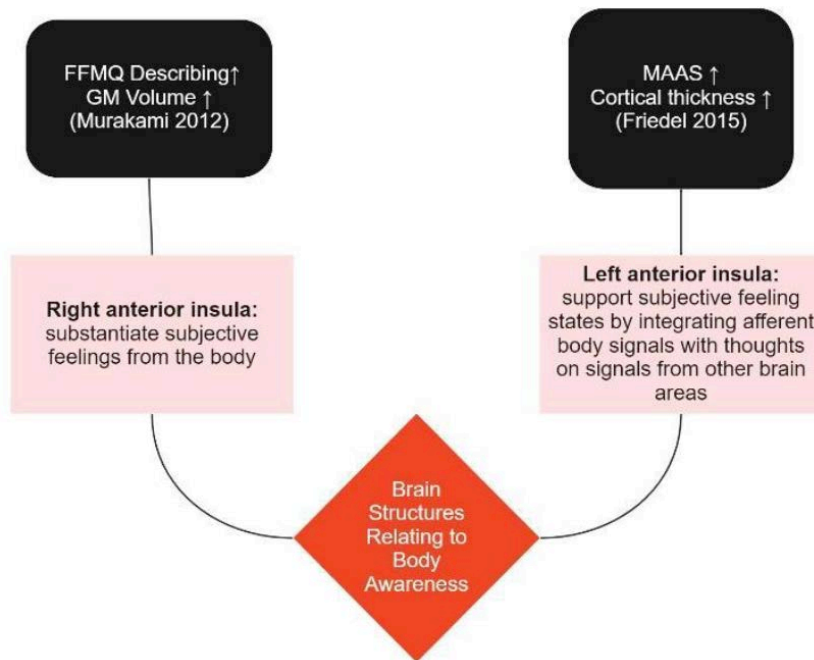 FFMQ Describing↑
GM Volume ↑
(Murakami 2012)
MAAS ↑
Cortical thickness ↑
(Friedel 2015)
Right anterior insula:
substantiate subjective
feelings from the body
Left anterior insula:
support subjective feeling
states by integrating afferent
body signals with thoughts
on signals from other brain
areas
Brain
Structures
Relating to
Body
Awareness